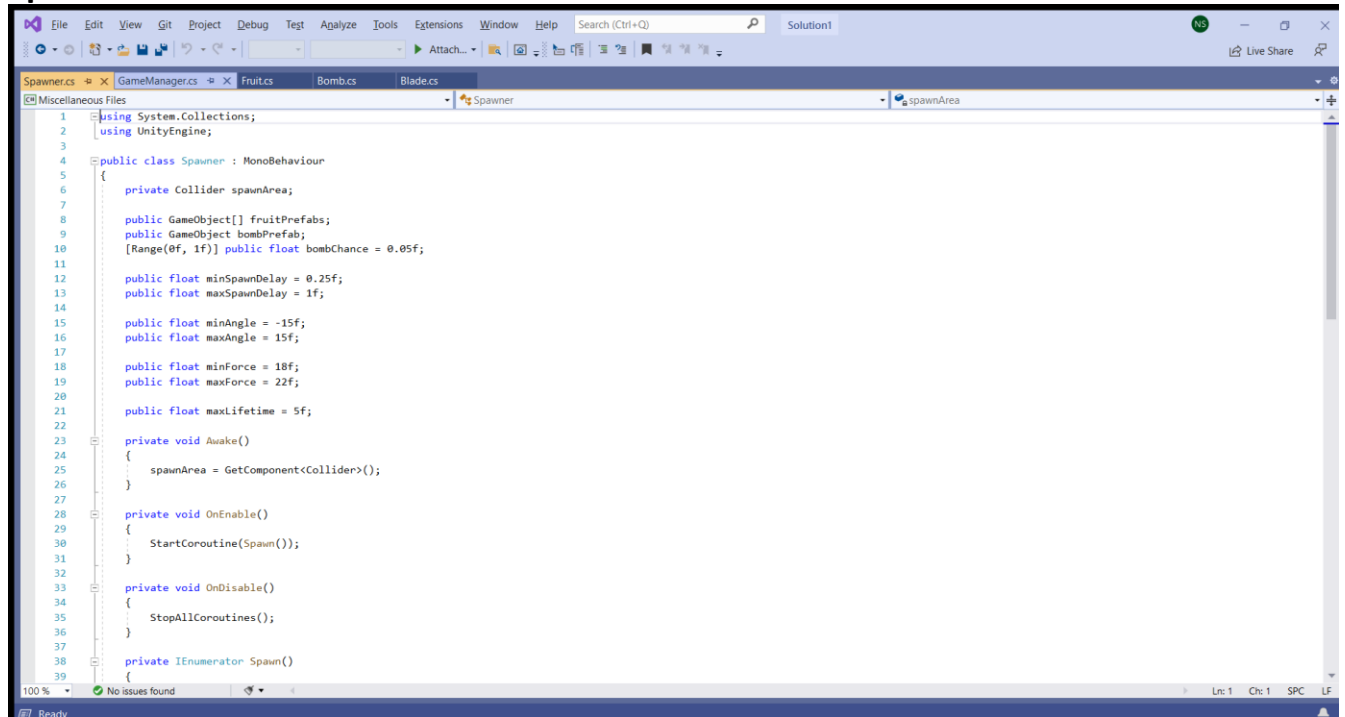 File Edit View Git Project Debug Test Analyze Tools Extensions Window Help Search (Ctrl+Q) Solution1 NS
Attach... Live Share
Spawner.cs GameManager.cs Fruit.cs Bomb.cs Blade.cs
C# Miscellaneous Files Spawner spawnArea
1 using System.Collections;
2 using UnityEngine;
3
4 public class Spawner : MonoBehaviour
5 {
6 private Collider spawnArea;
7
8 public GameObject[] fruitPrefabs;
9 public GameObject bombPrefab;
10 [Range(0f, 1f)] public float bombChance = 0.05f;
11
12 public float minSpawnDelay = 0.25f;
13 public float maxSpawnDelay = 1f;
14
15 public float minAngle = -15f;
16 public float maxAngle = 15f;
17
18 public float minForce = 18f;
19 public float maxForce = 22f;
20
21 public float maxLifetime = 5f;
22
23 private void Awake()
24 {
25 spawnArea = GetComponent<Collider>();
26 }
27
28 private void OnEnable()
29 {
30 StartCoroutine(Spawn());
31 }
32
33 private void OnDisable()
34 {
35 StopAllCoroutines();
36 }
37
38 private IEnumerator Spawn()
39 {
100 % No issues found Ln: 1 Ch: 1 SPC LF
Ready